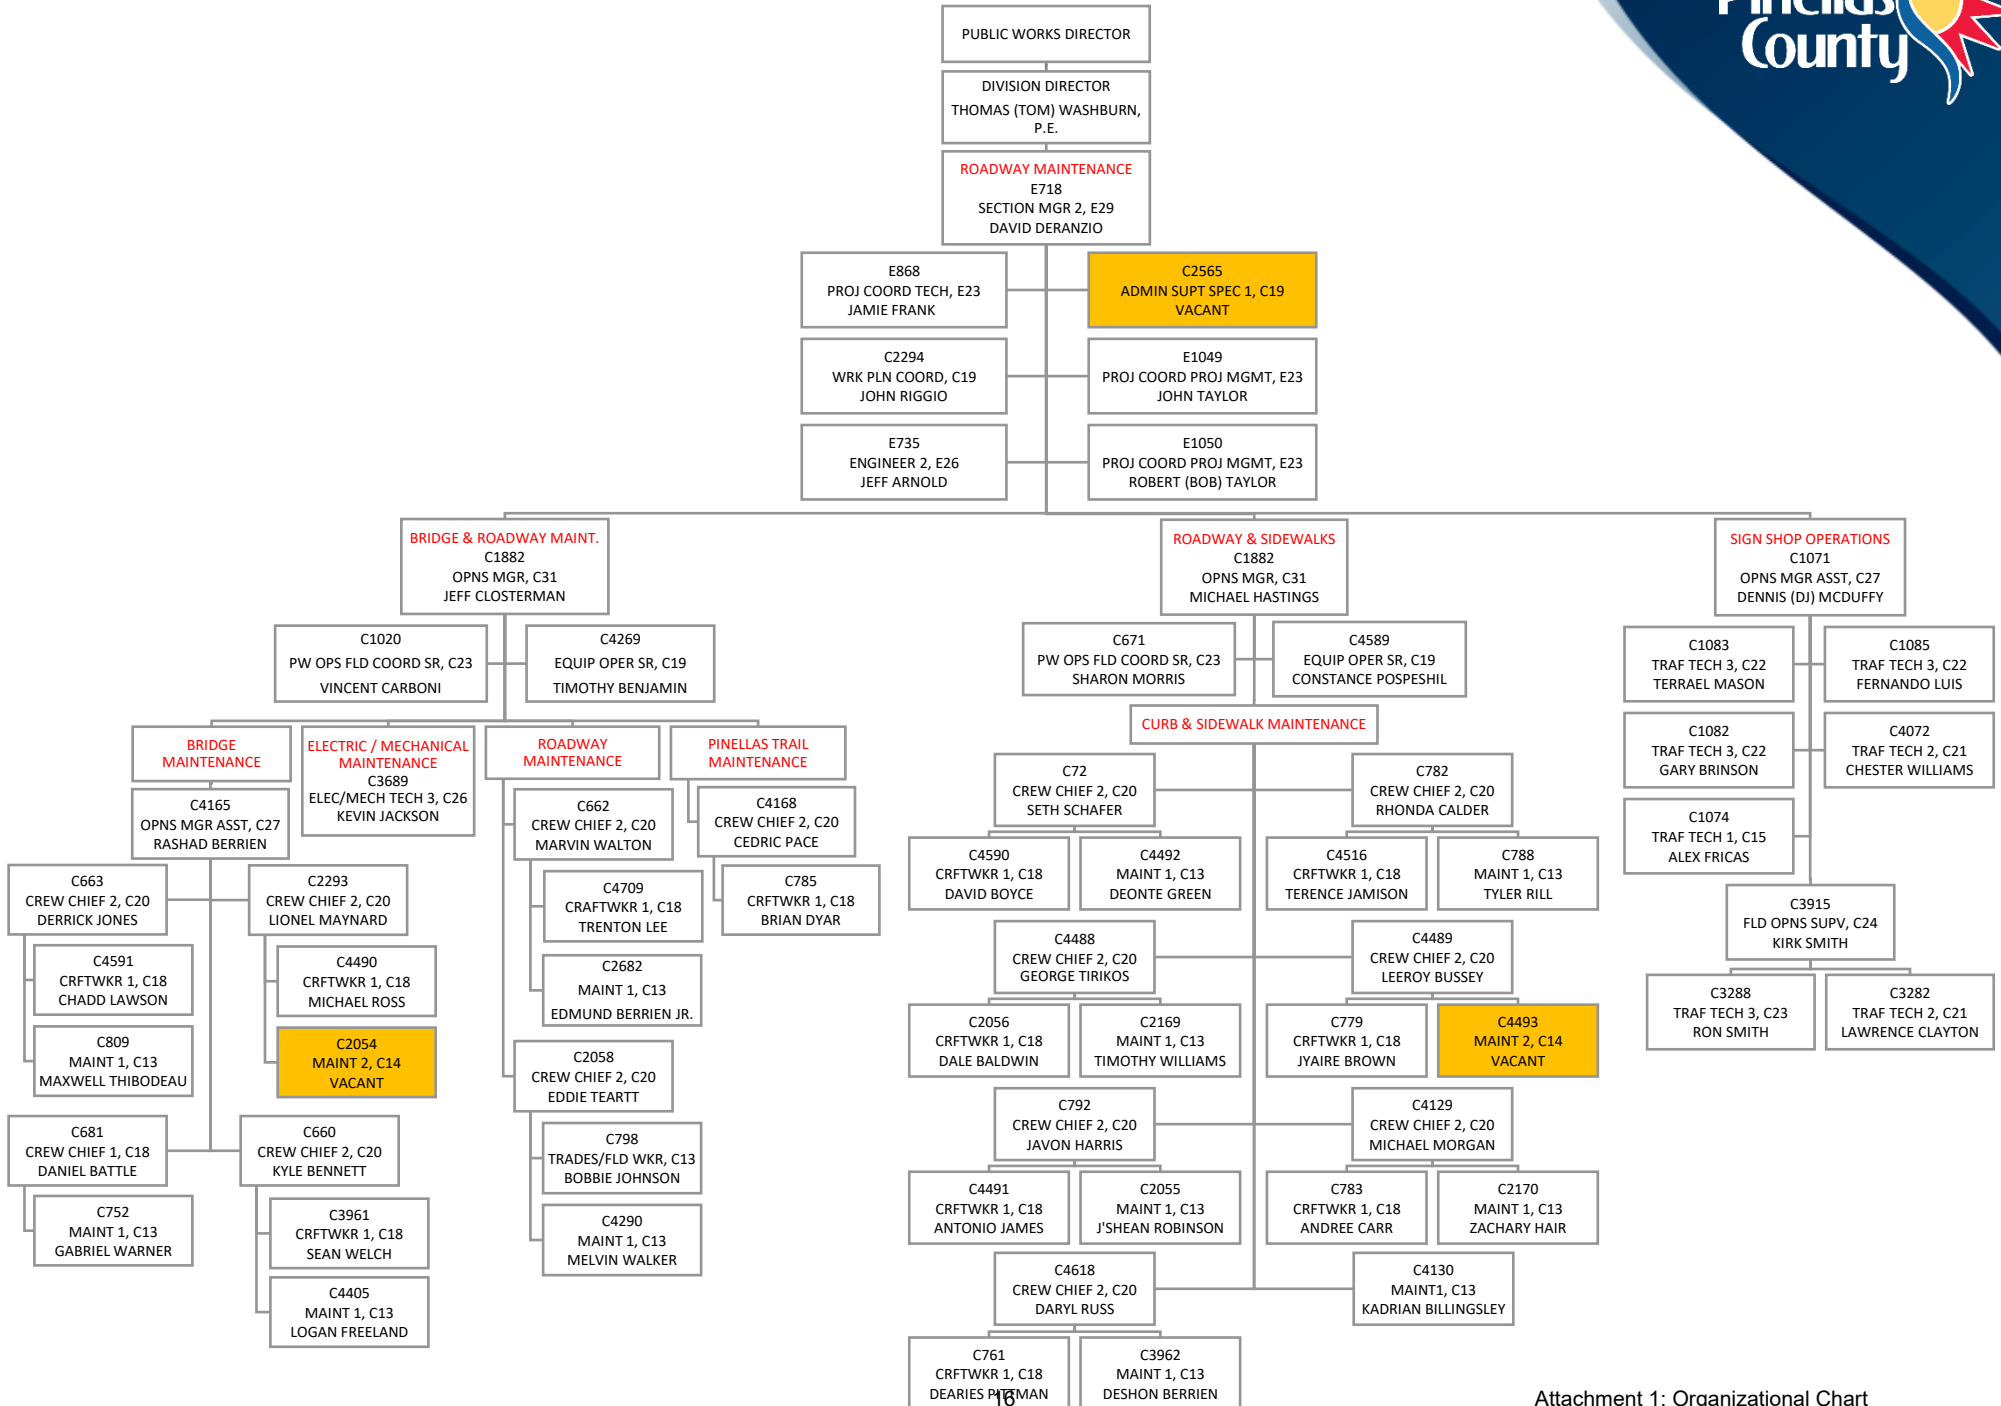 Pinellas
County
PUBLIC WORKS DIRECTOR
DIVISION DIRECTOR
THOMAS (TOM) WASHBURN,
P.E.
ROADWAY MAINTENANCE
E718
SECTION MGR 2, E29
DAVID DERANZIO
E868
PROJ COORD TECH, E23
JAMIE FRANK
C2565
ADMIN SUPT SPEC 1, C19
VACANT
C2294
WRK PLN COORD, C19
JOHN RIGGIO
E1049
PROJ COORD PROJ MGMT, E23
JOHN TAYLOR
E735
ENGINEER 2, E26
JEFF ARNOLD
E1050
PROJ COORD PROJ MGMT, E23
ROBERT (BOB) TAYLOR
BRIDGE & ROADWAY MAINT.
C1882
OPNS MGR, C31
JEFF CLOSTERMAN
C1020
PW OPS FLD COORD SR, C23
VINCENT CARBONI
C4269
EQUIP OPER SR, C19
TIMOTHY BENJAMIN
BRIDGE
MAINTENANCE
C4165
OPNS MGR ASST, C27
RASHAD BERRIEN
C663
CREW CHIEF 2, C20
DERRICK JONES
C4591
CRFTWKR 1, C18
CHADD LAWSON
C809
MAINT 1, C13
MAXWELL THIBODEAU
C2293
CREW CHIEF 2, C20
LIONEL MAYNARD
C4490
CRFTWKR 1, C18
MICHAEL ROSS
C2054
MAINT 2, C14
VACANT
C681
CREW CHIEF 1, C18
DANIEL BATTLE
C752
MAINT 1, C13
GABRIEL WARNER
C660
CREW CHIEF 2, C20
KYLE BENNETT
C3961
CRFTWKR 1, C18
SEAN WELCH
C4405
MAINT 1, C13
LOGAN FREELAND
ELECTRIC / MECHANICAL
MAINTENANCE
C3689
ELEC/MECH TECH 3, C26
KEVIN JACKSON
ROADWAY
MAINTENANCE
C662
CREW CHIEF 2, C20
MARVIN WALTON
C4709
CRAFTWKR 1, C18
TRENTON LEE
C2682
MAINT 1, C13
EDMUND BERRIEN JR.
C2058
CREW CHIEF 2, C20
EDDIE TEARTT
C798
TRADES/FLD WKR, C13
BOBBIE JOHNSON
C4290
MAINT 1, C13
MELVIN WALKER
PINELLAS TRAIL
MAINTENANCE
C4168
CREW CHIEF 2, C20
CEDRIC PACE
C785
CRFTWKR 1, C18
BRIAN DYAR
ROADWAY & SIDEWALKS
C1882
OPNS MGR, C31
MICHAEL HASTINGS
C671
PW OPS FLD COORD SR, C23
SHARON MORRIS
C4589
EQUIP OPER SR, C19
CONSTANCE POSPESHIL
CURB & SIDEWALK MAINTENANCE
C72
CREW CHIEF 2, C20
SETH SCHAFER
C782
CREW CHIEF 2, C20
RHONDA CALDER
C4590
CRFTWKR 1, C18
DAVID BOYCE
C4492
MAINT 1, C13
DEONTE GREEN
C4516
CRFTWKR 1, C18
TERENCE JAMISON
C788
MAINT 1, C13
TYLER RILL
C4488
CREW CHIEF 2, C20
GEORGE TIRIKOS
C4489
CREW CHIEF 2, C20
LEEROY BUSSEY
C2056
CRFTWKR 1, C18
DALE BALDWIN
C2169
MAINT 1, C13
TIMOTHY WILLIAMS
C779
CRFTWKR 1, C18
JYAIRE BROWN
C4493
MAINT 2, C14
VACANT
C792
CREW CHIEF 2, C20
JAVON HARRIS
C4129
CREW CHIEF 2, C20
MICHAEL MORGAN
C4491
CRFTWKR 1, C18
ANTONIO JAMES
C2055
MAINT 1, C13
J'SHEAN ROBINSON
C783
CRFTWKR 1, C18
ANDREE CARR
C2170
MAINT 1, C13
ZACHARY HAIR
C4618
CREW CHIEF 2, C20
DARYL RUSS
C4130
MAINT1, C13
KADRIAN BILLINGSLEY
C761
CRFTWKR 1, C18
DEARIES PITTMAN
C3962
MAINT 1, C13
DESHON BERRIEN
SIGN SHOP OPERATIONS
C1071
OPNS MGR ASST, C27
DENNIS (DJ) MCDUFFY
C1083
TRAF TECH 3, C22
TERRAEL MASON
C1085
TRAF TECH 3, C22
FERNANDO LUIS
C1082
TRAF TECH 3, C22
GARY BRINSON
C4072
TRAF TECH 2, C21
CHESTER WILLIAMS
C1074
TRAF TECH 1, C15
ALEX FRICAS
C3915
FLD OPNS SUPV, C24
KIRK SMITH
C3288
TRAF TECH 3, C23
RON SMITH
C3282
TRAF TECH 2, C21
LAWRENCE CLAYTON
16
Attachment 1: Organizational Chart